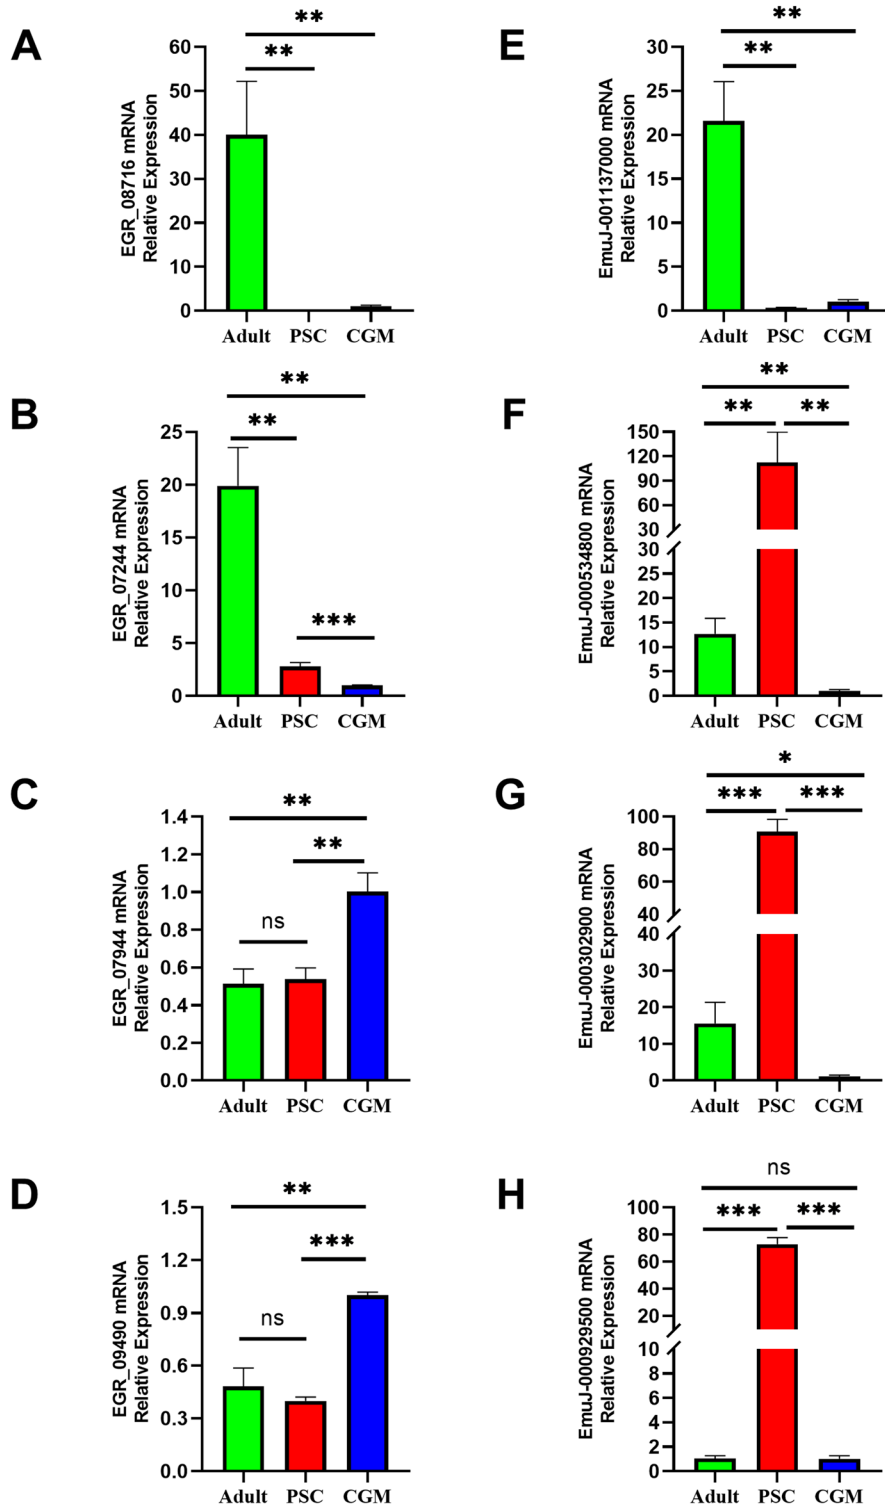 A
EGR_08716 mRNA
Relative Expression
60
50
40
30
20
10
0
**
**
Adult PSC CGM
B
EGR_07244 mRNA
Relative Expression
25
20
15
10
5
0
**
**
***
Adult PSC CGM
C
EGR_07944 mRNA
Relative Expression
1.4
1.2
1.0
0.8
0.6
0.4
0.2
0.0
**
**
ns
Adult PSC CGM
D
EGR_09490 mRNA
Relative Expression
1.5
1.2
0.9
0.6
0.3
0.0
**
***
ns
Adult PSC CGM
E
EmuJ-001137000 mRNA
Relative Expression
30
25
20
15
10
5
0
**
**
Adult PSC CGM
F
EmuJ-000534800 mRNA
Relative Expression
150
120
90
60
30
30
25
20
15
10
5
0
**
** **
Adult PSC CGM
G
EmuJ-000302900 mRNA
Relative Expression
100
80
60
40
40
30
20
10
0
*
*** ***
Adult PSC CGM
H
EmuJ-000929500 mRNA
Relative Expression
100
80
60
40
20
10
8
6
4
2
0
ns
*** ***
Adult PSC CGM